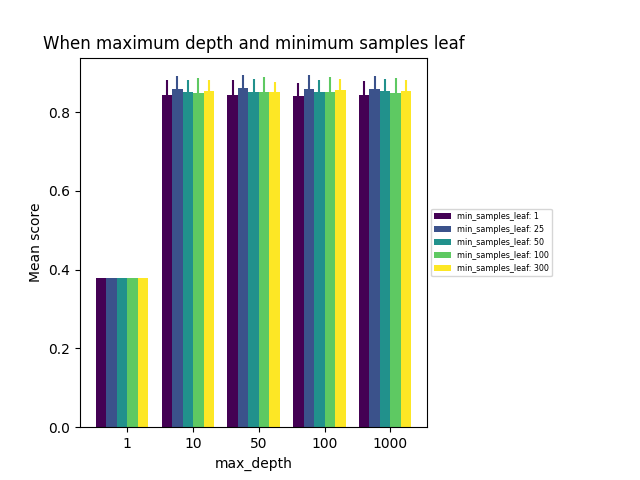 When maximum depth and minimum samples leaf
Mean score
0.8
0.6
0.4
0.2
0.0
1 10 50 100 1000
max_depth
min_samples_leaf: 1
min_samples_leaf: 25
min_samples_leaf: 50
min_samples_leaf: 100
min_samples_leaf: 300